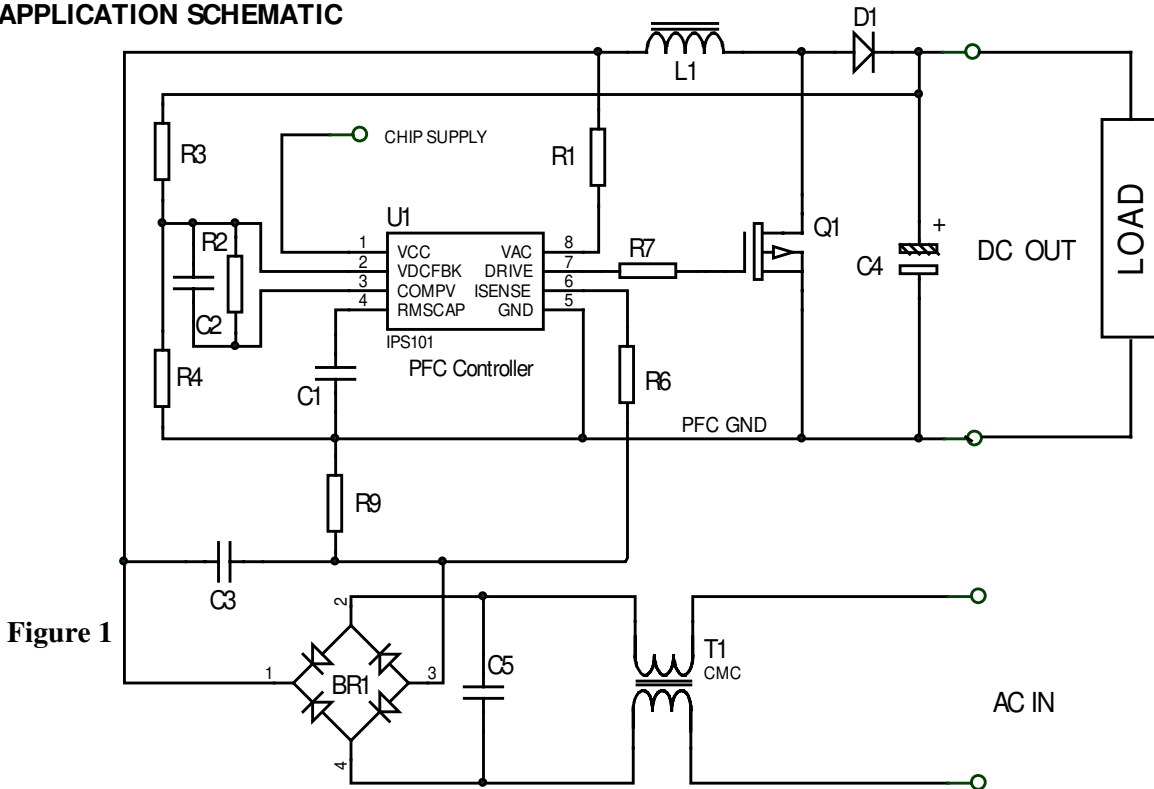 APPLICATION SCHEMATIC
D1
L1
CHIP SUPPLY
R3
R1
U1
R2
1 VCC VAC 8
2 VDCFBK DRIVE 7
3 COMPV ISENSE 6
4 RMSCAP GND 5
R7
Q1
C4
+
DC OUT
LOAD
C2
IPS101
PFC Controller
R4
C1
R6
PFC GND
R9
C3
Figure 1
2
1
BR1
3
4
C5
T1
CMC
AC IN